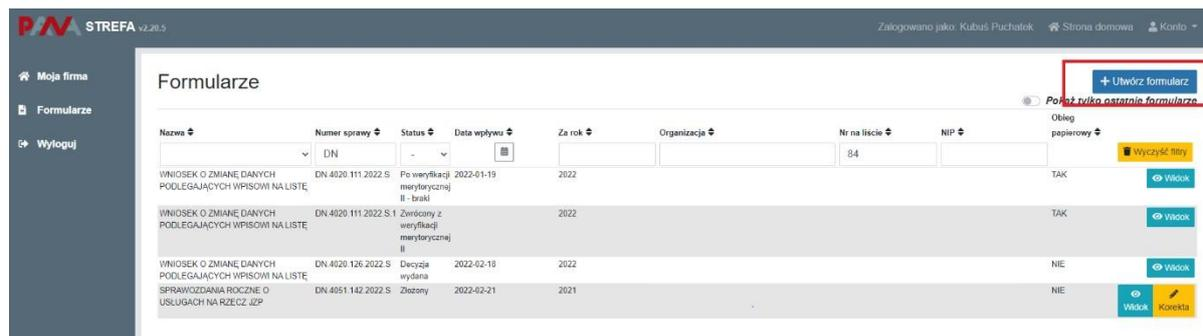 PANA STREFA v2.20.5
Zalogowano jako: Kubuś Puchatek Strona domowa Konto
Moja firma
Formularze
Wyloguj
Formularze
+ Utwórz formularz
Pokaż tylko ostatnie formularze
Nazwa Numer sprawy Status Data wpływu Za rok Organizacja Nr na liście NIP Obieg papierowy
DN - 84 Wyczyść filtry
WNIOSEK O ZMIANĘ DANYCH DN.4020.111.2022.S Po weryfikacji 2022-01-19 2022 TAK Widok
PODLEGAJĄCYCH WPISOWI NA LISTĘ merytorycznej
II - braki
WNIOSEK O ZMIANĘ DANYCH DN.4020.111.2022.S.1 Zwrócony z 2022 TAK Widok
PODLEGAJĄCYCH WPISOWI NA LISTĘ weryfikacji
merytorycznej
II
WNIOSEK O ZMIANĘ DANYCH DN.4020.126.2022.S Decyzja 2022-02-18 2022 NIE Widok
PODLEGAJĄCYCH WPISOWI NA LISTĘ wydana
SPRAWOZDANIA ROCZNE O DN.4051.142.2022.S Złożony 2022-02-21 2021 NIE Widok Korekta
USŁUGACH NA RZECZ JZP